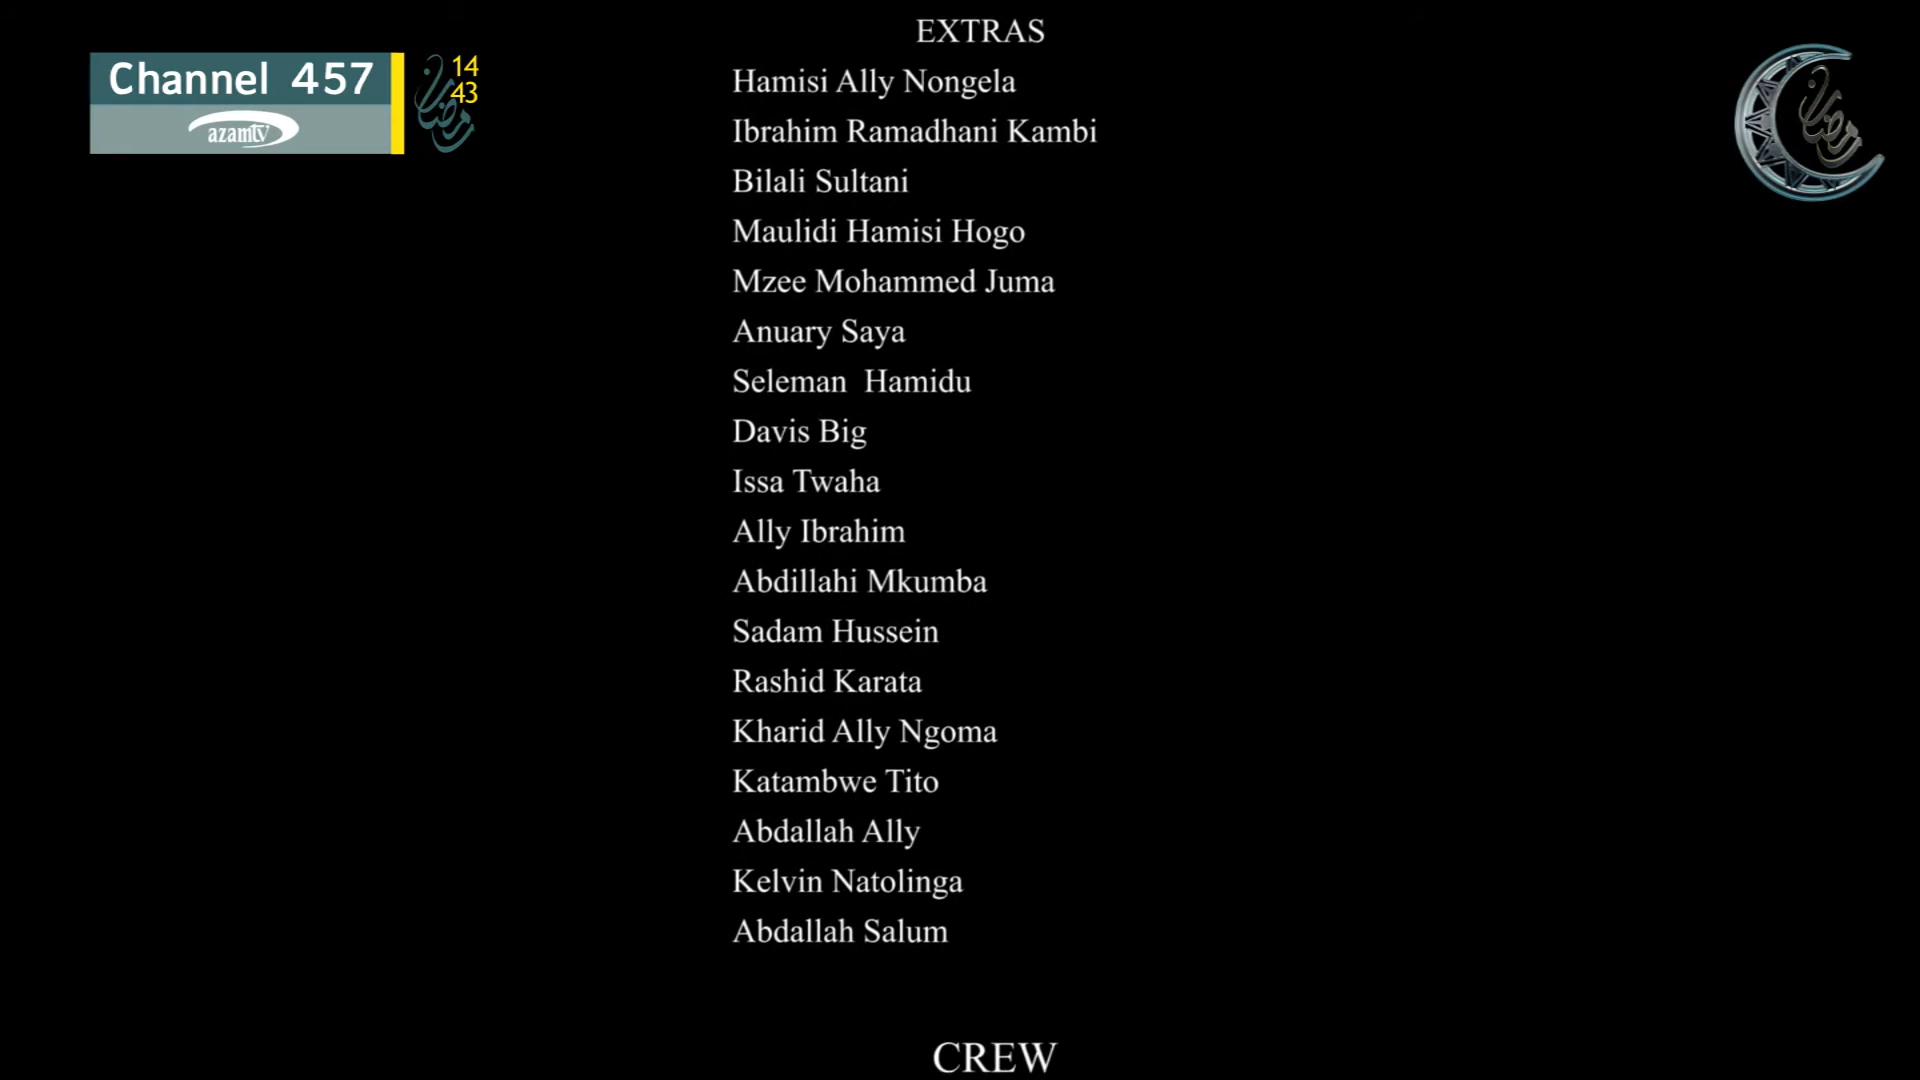 EXTRAS
Channel 457
azamtv
رمضان
14
43
رمضان
Hamisi Ally Nongela
Ibrahim Ramadhani Kambi
Bilali Sultani
Maulidi Hamisi Hogo
Mzee Mohammed Juma
Anuary Saya
Seleman  Hamidu
Davis Big
Issa Twaha
Ally Ibrahim
Abdillahi Mkumba
Sadam Hussein
Rashid Karata
Kharid Ally Ngoma
Katambwe Tito
Abdallah Ally
Kelvin Natolinga
Abdallah Salum
CREW